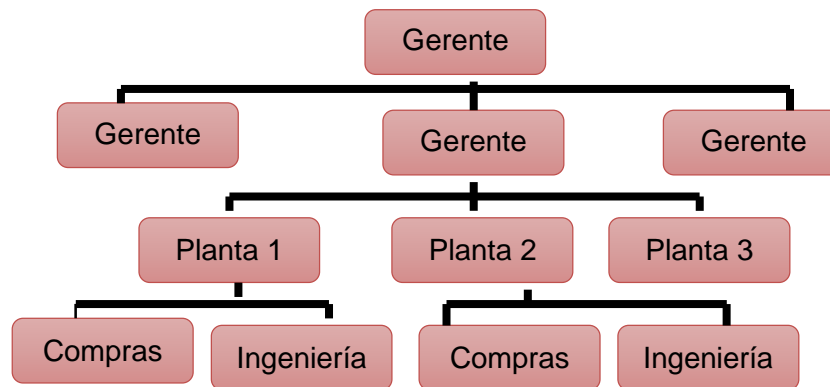 Gerente
Gerente
Gerente
Gerente
Planta 1
Planta 2
Planta 3
Compras
Ingeniería
Compras
Ingeniería